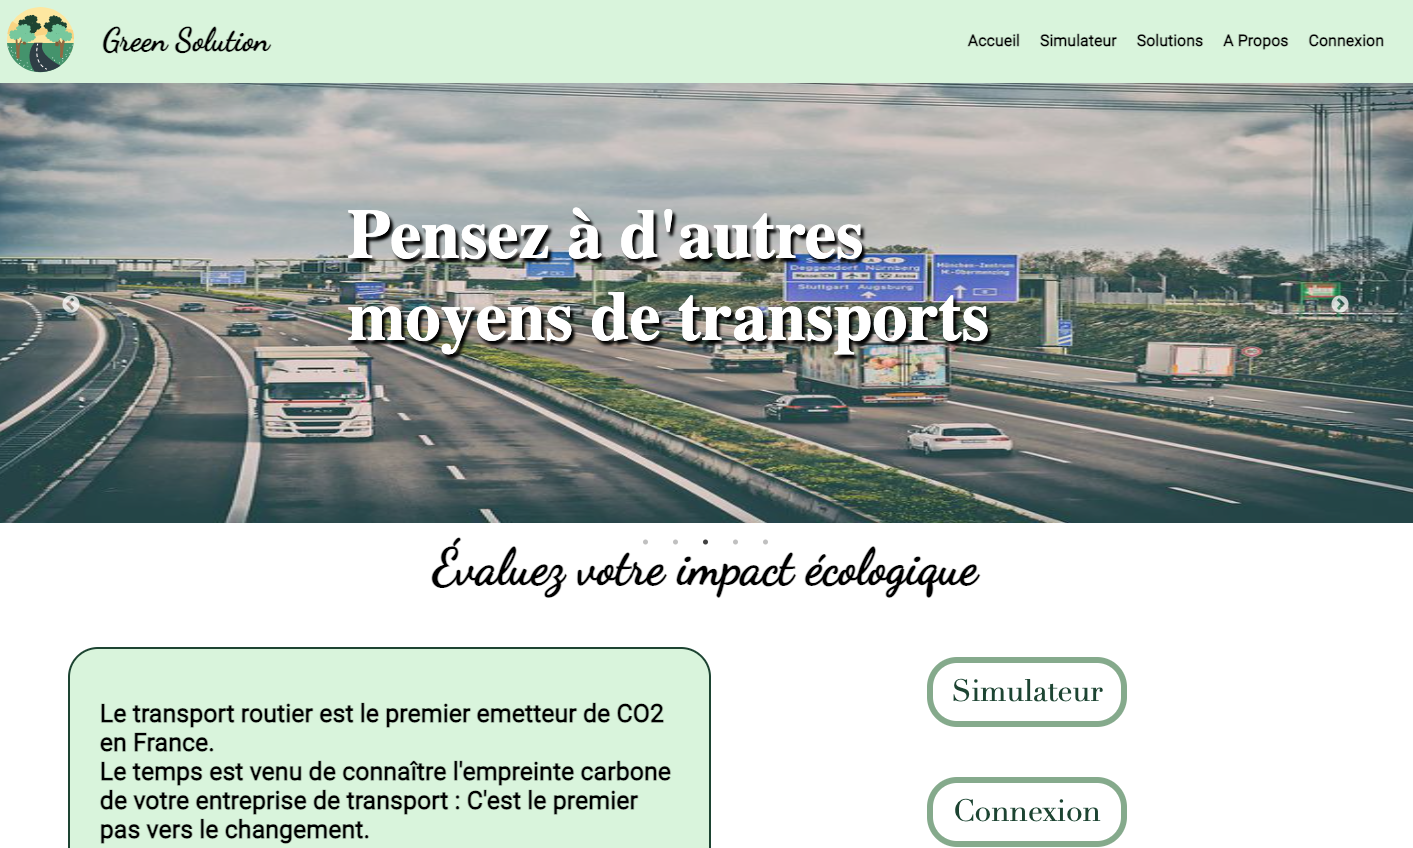 Green Solution
Accueil Simulateur Solutions A Propos Connexion
Pensez à d'autres
moyens de transports
Deggendorf Nürnberg
Stuttgart Augsburg
München-Zentrum
M.-Obermenzing
MAN
Évaluez votre impact écologique
Le transport routier est le premier emetteur de CO2
en France.
Le temps est venu de connaître l'empreinte carbone
de votre entreprise de transport : C'est le premier
pas vers le changement.
Simulateur
Connexion